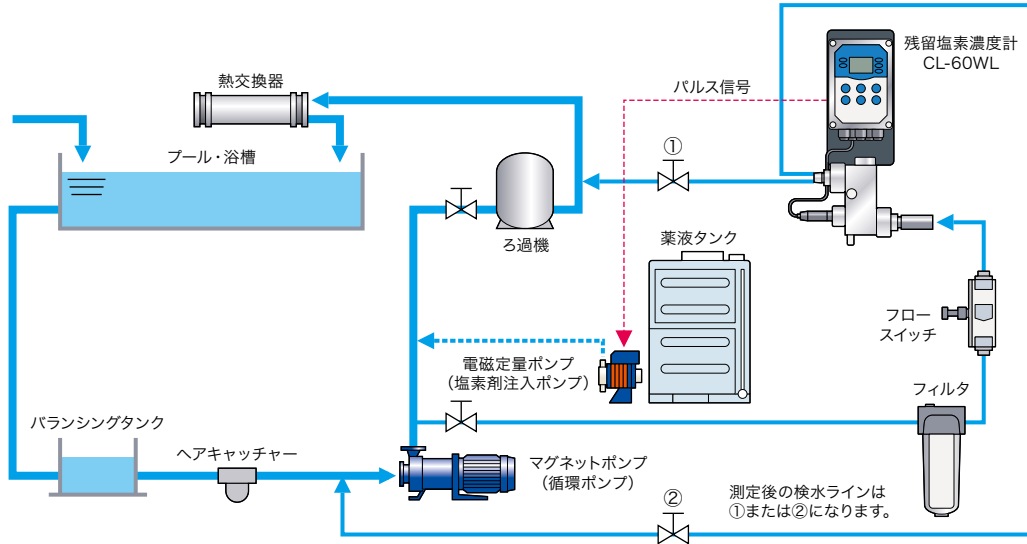 残留塩素濃度計
CL-60WL
熱交換器
パルス信号
プール・浴槽
①
ろ過機
薬液タンク
フロー
スイッチ
電磁定量ポンプ
（塩素剤注入ポンプ）
フィルタ
バランシングタンク
ヘアキャッチャー
マグネットポンプ
（循環ポンプ）
②
測定後の検水ラインは
①または②になります。